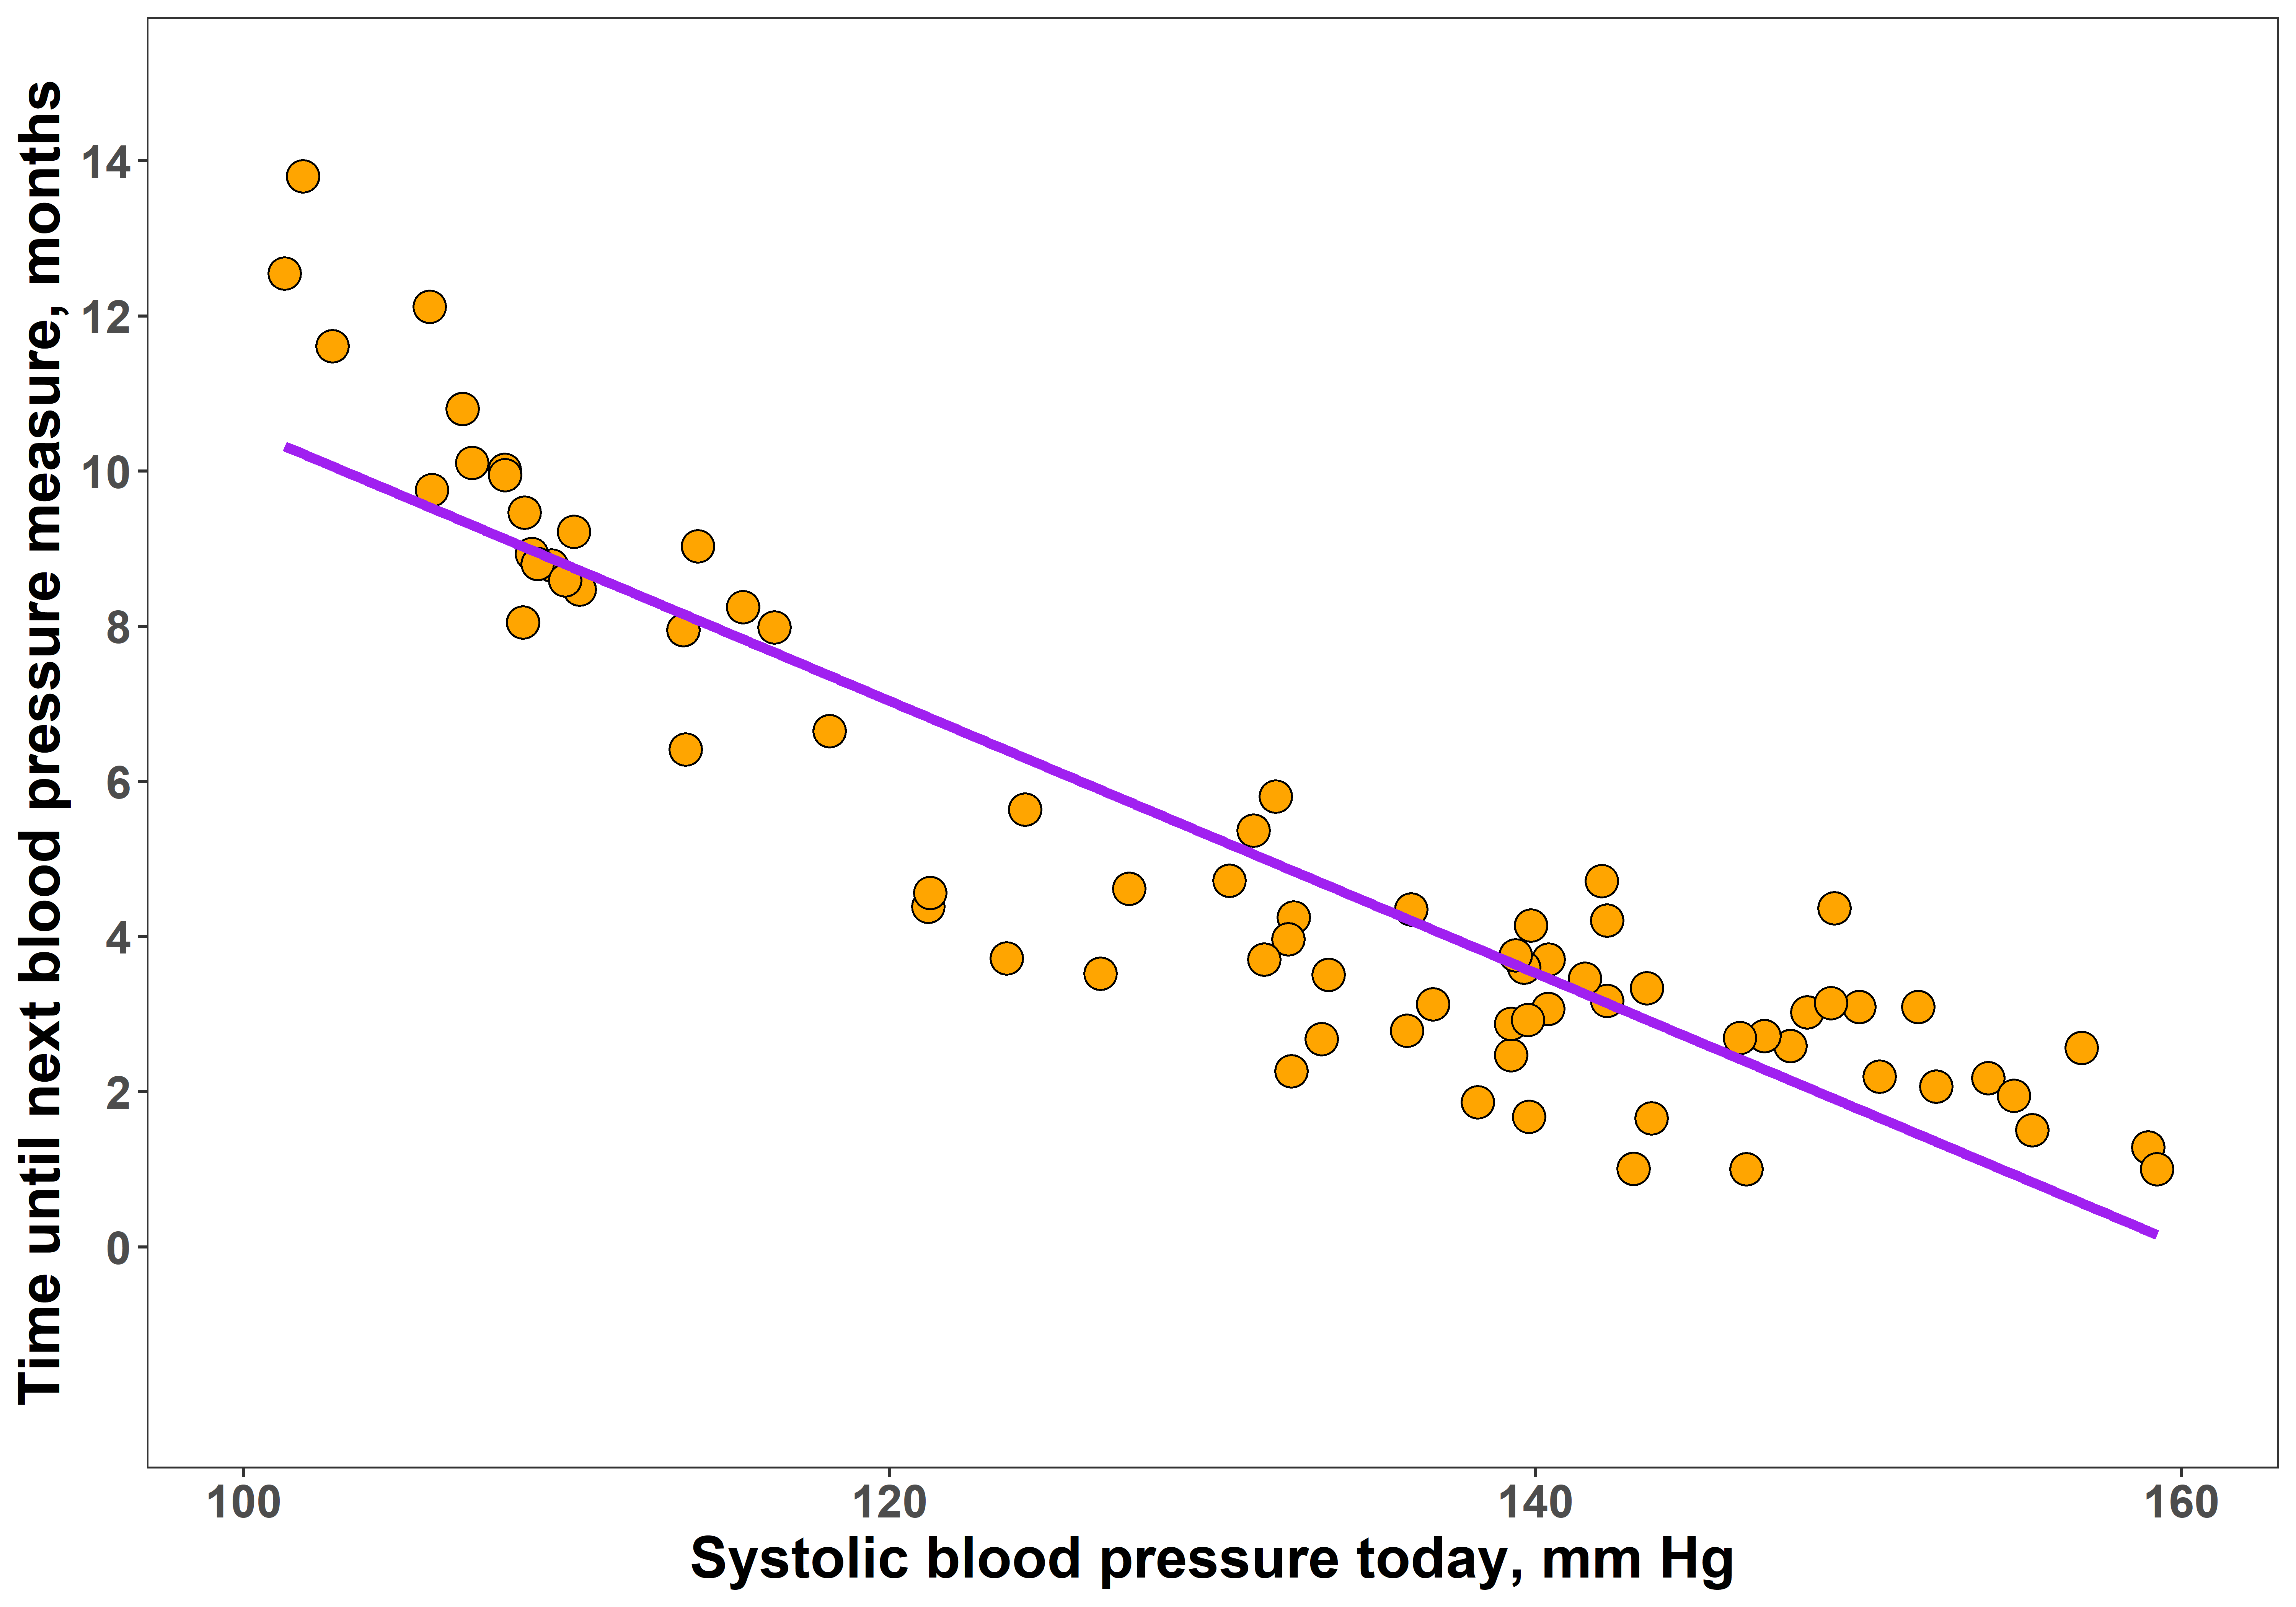 Time until next blood pressure measure, months
14
12
10
8
6
4
2
0
100 120 140 160
Systolic blood pressure today, mm Hg